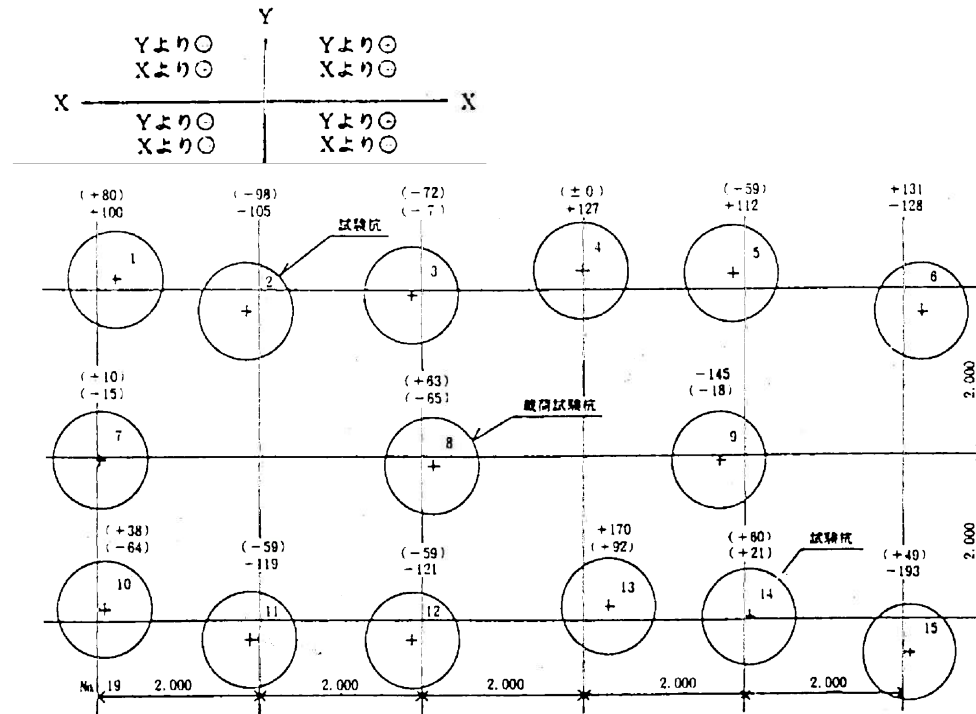 Y
Yより⊙ Yより⊙
Xより⊙ Xより⊙
X X
Yより⊙ Yより⊙
Xより⊙ Xより⊙
(+80) (-98) (-72) (±0) (-59) +131
+100 -105 (-7) +127 +112 -128
試験杭
1 2 3 4 5 6
2.000
(+10) (+63) -145
(-15) (-65) (-18)
載荷試験杭
7 8 9
2.000
(+38) (-59) (-59) +170 (+60) (+49)
(-64) -119 -121 (+92) (+21) -193
試験杭
10 11 12 13 14 15
No. 19 2.000 2.000 2.000 2.000 2.000